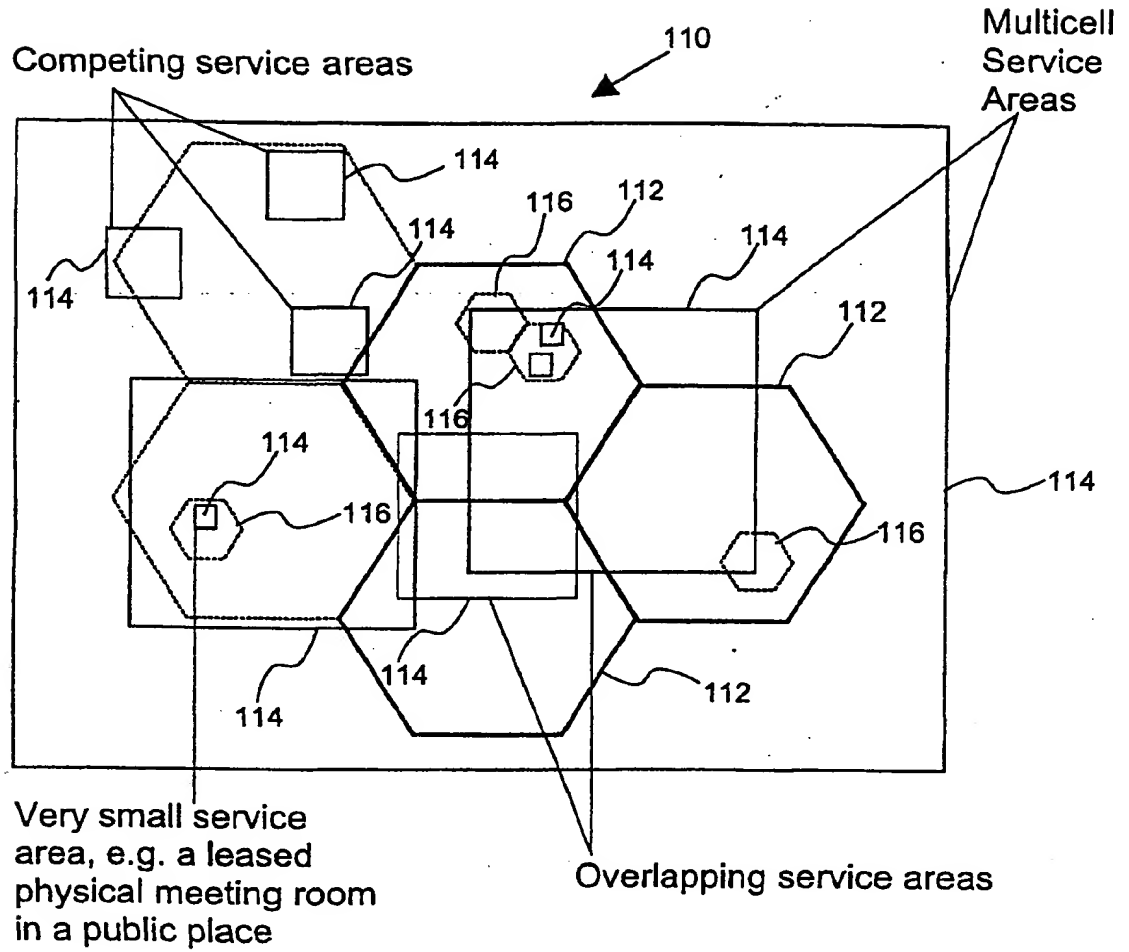 110
Multicell
Service
Areas
Competing service areas
114
116
112
114
114
114
114
112
116
114
116
114
116
114
114
112
Very small service
area, e.g. a leased
physical meeting room
in a public place
Overlapping service areas